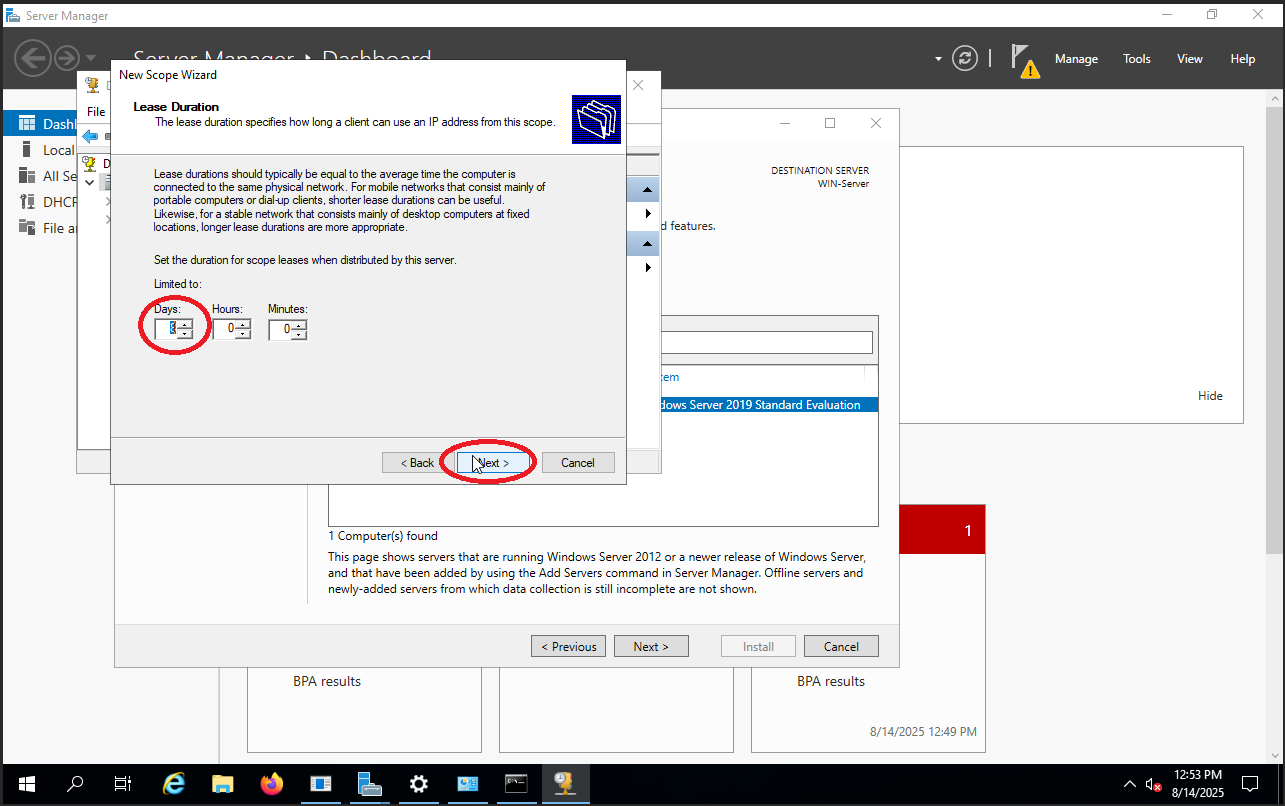 Server Manager
Server Manager Dashboard
Manage
Tools
View
Help
New Scope Wizard
Lease Duration
The lease duration specifies how long a client can use an IP address from this scope.
File
Dashl
Local
All Se
DHCP
File a
D
Lease durations should typically be equal to the average time the computer is
connected to the same physical network. For mobile networks that consist mainly of
portable computers or dial-up clients, shorter lease durations can be useful.
Likewise, for a stable network that consists mainly of desktop computers at fixed
locations, longer lease durations are more appropriate.
Set the duration for scope leases when distributed by this server.
Limited to:
Days:
Hours:
Minutes:
0
0
< Back
Next >
Cancel
DESTINATION SERVER
WIN-Server
d features.
tem
dows Server 2019 Standard Evaluation
Hide
1 Computer(s) found
This page shows servers that are running Windows Server 2012 or a newer release of Windows Server,
and that have been added by using the Add Servers command in Server Manager. Offline servers and
newly-added servers from which data collection is still incomplete are not shown.
1
< Previous
Next >
Install
Cancel
BPA results
BPA results
8/14/2025 12:49 PM
12:53 PM
8/14/2025